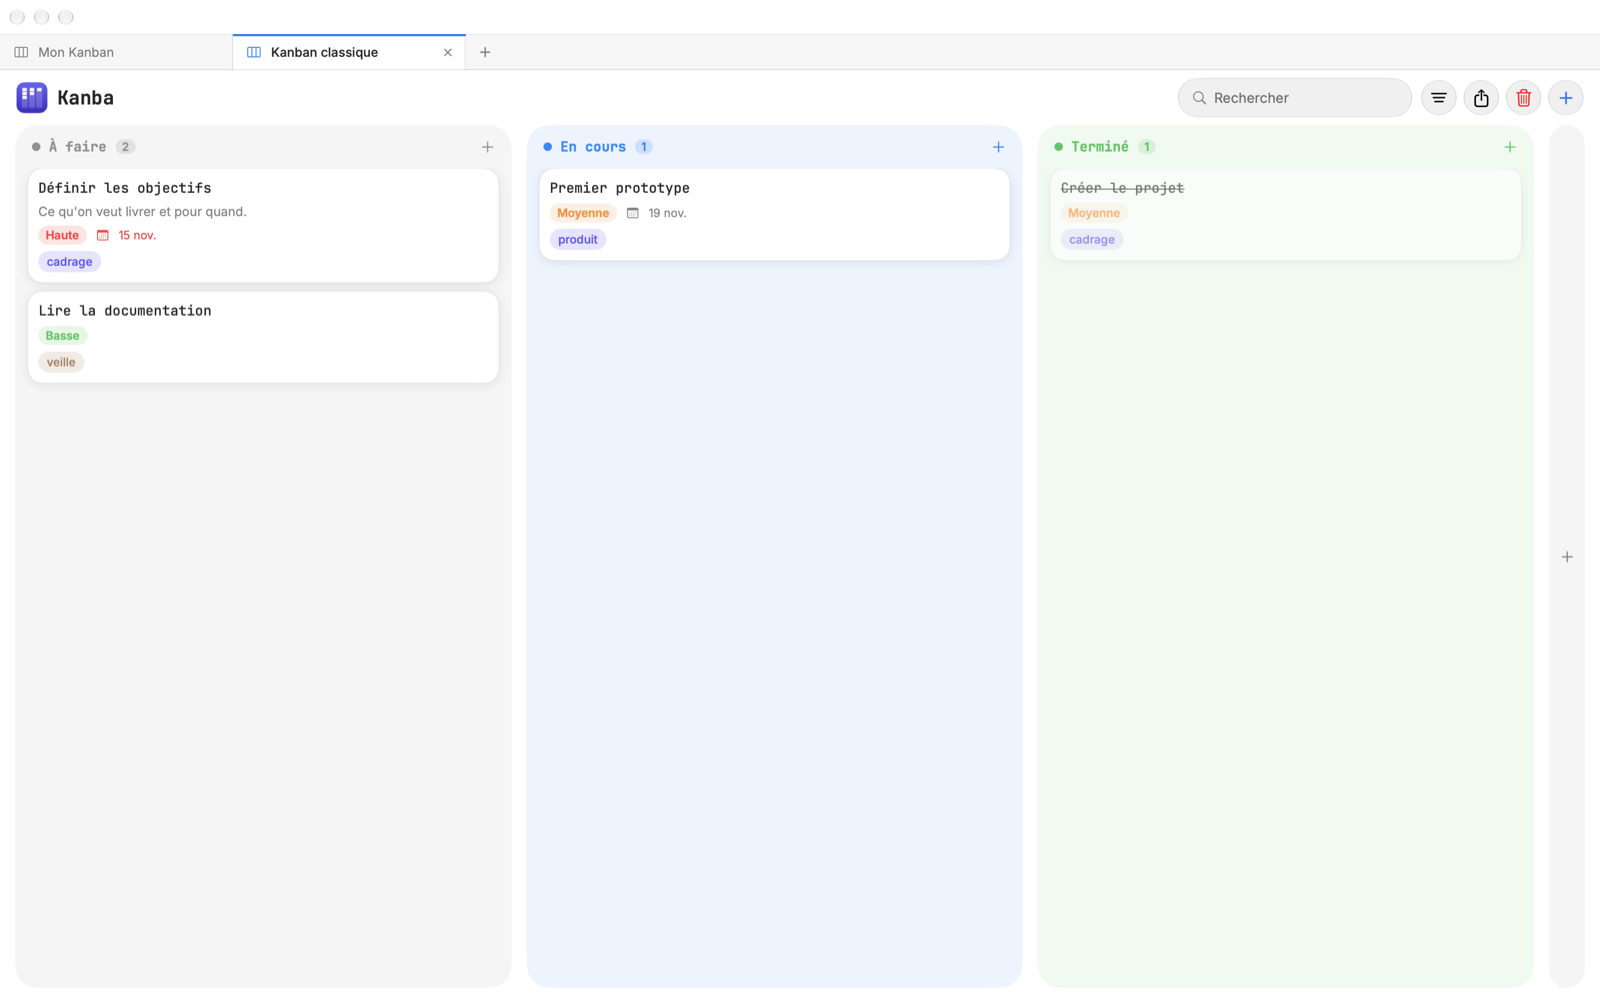 Mon Kanban
Kanban classique
Kanba
Rechercher
À faire 2
Définir les objectifs
Ce qu'on veut livrer et pour quand.
Haute 15 nov.
cadrage
Lire la documentation
Basse
veille
En cours 1
Premier prototype
Moyenne 19 nov.
produit
Terminé 1
Créer le projet
Moyenne
cadrage